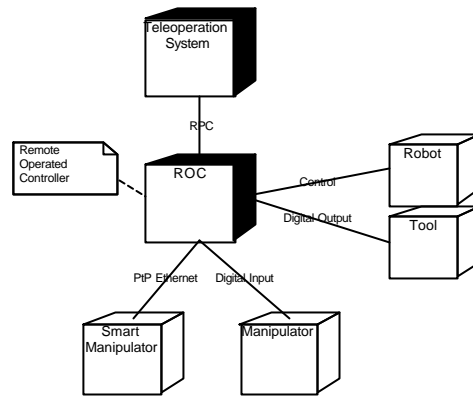 Teleoperation
System
RPC
Remote
Operated
Controller
ROC
Control
Robot
Digital Output
Tool
PtP Ethernet
Digital Input
Smart
Manipulator
Manipulator